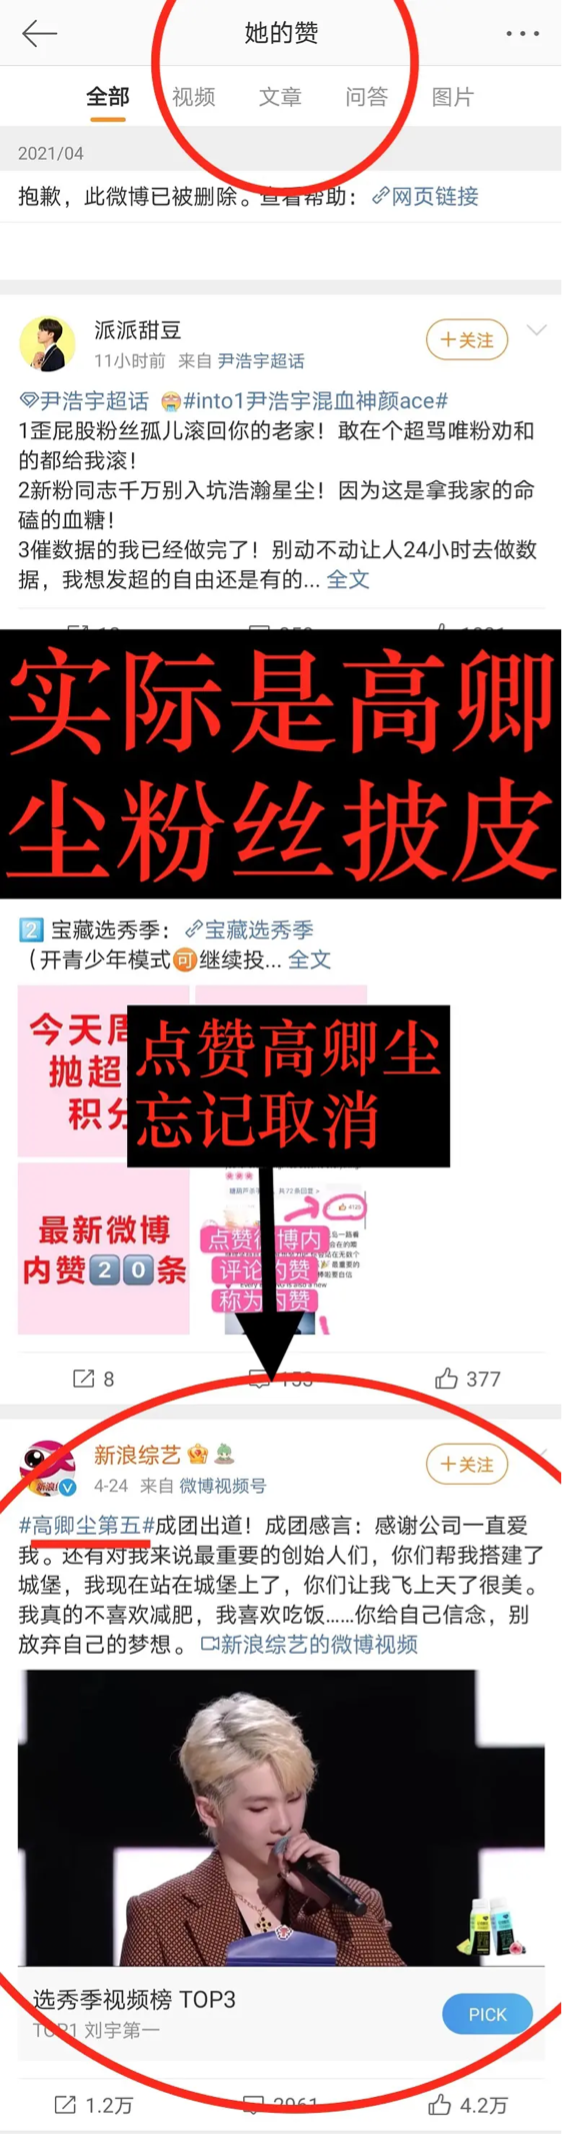 她的赞
全部 视频 文章 问答 图片
2021/04
抱歉，此微博已被删除。查看帮助：网页链接
派派甜豆
+关注
11小时前 来自 尹浩宇超话
尹浩宇超话 #into1尹浩宇混血神颜ace#
1歪屁股粉丝孤儿滚回你的老家！敢在个超骂唯粉劝和
的都给我滚！
2新粉同志千万别入坑浩瀚星尘！因为这是拿我家的命
磕的血糖！
3催数据的我已经做完了！别动不动让人24小时去做数
据，我想发超的自由还是有的... 全文
实际是高卿
尘粉丝披皮
2 宝藏选秀季：宝藏选秀季
（开青少年模式可继续投... 全文
今天周
抛超
积分
点赞高卿尘
忘记取消
最新微博
内赞20条
点赞微博内
评论的赞
称为内赞
8 153 377
新浪综艺
+关注
4-24 来自 微博视频号
#高卿尘第五#成团出道！成团感言：感谢公司一直爱
我。还有对我来说最重要的创始人们，你们帮我搭建了
城堡，我现在站在城堡上了，你们让我飞上天了很美。
我真的不喜欢减肥，我喜欢吃饭......你给自己信念，别
放弃自己的梦想。新浪综艺的微博视频
选秀季视频榜 TOP3
TOP1 刘宇第一
PICK
1.2万 2961 4.2万